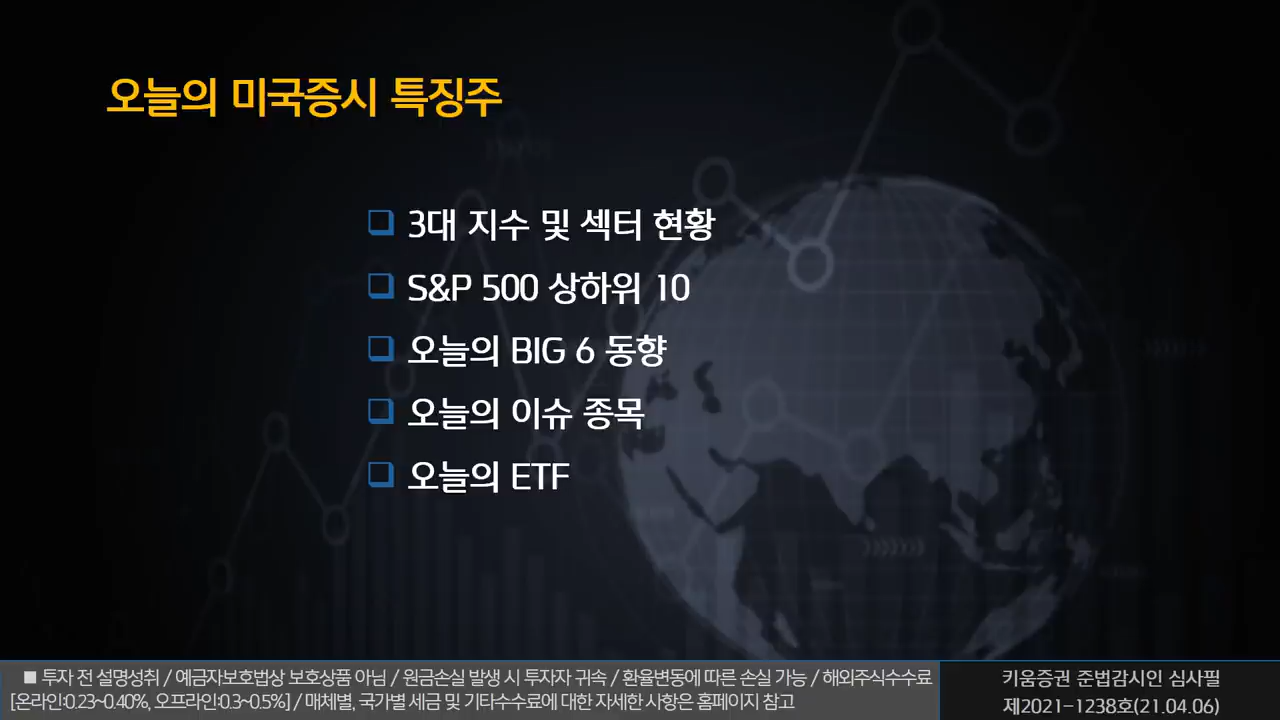 오늘의 미국증시 특징주
❑ 3대 지수 및 섹터 현황
❑ S&P 500 상하위 10
❑ 오늘의 BIG 6 동향
❑ 오늘의 이슈 종목
❑ 오늘의 ETF
■ 투자 전 설명성취 / 예금자보호법상 보호상품 아님 / 원금손실 발생 시 투자자 귀속 / 환율변동에 따른 손실 가능 / 해외주식수수료
[온라인:0.23~0.40%, 오프라인:0.3~0.5%] / 매체별, 국가별 세금 및 기타수수료에 대한 자세한 사항은 홈페이지 참고
키움증권 준법감시인 심사필
제2021-1238호(21.04.06)